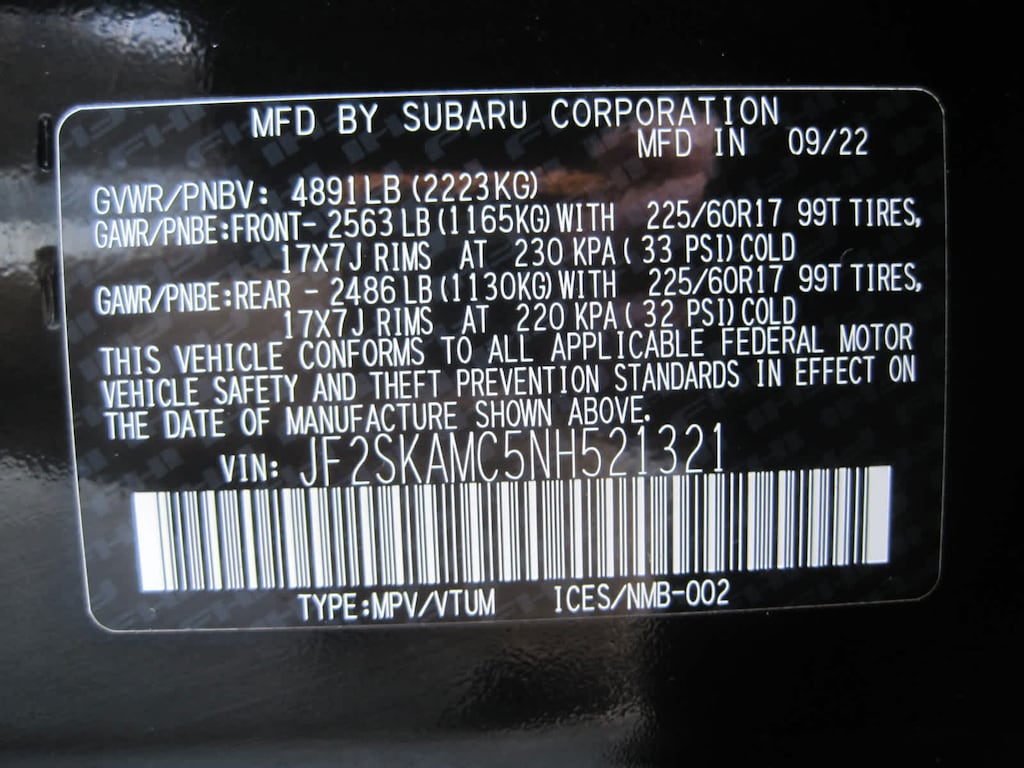 MFD BY SUBARU CORPORATION
MFD IN 09/22
GVWR/PNBV: 4891LB (2223KG)
GAWR/PNBE:FRONT- 2563 LB (1165KG) WITH 225/60R17 99T TIRES,
17X7J RIMS AT 230 KPA ( 33 PSI) COLD
GAWR/PNBE:REAR - 2486 LB (1130KG) WITH 225/60R17 99T TIRES,
17X7J RIMS AT 220 KPA ( 32 PSI) COLD
THIS VEHICLE CONFORMS TO ALL APPLICABLE FEDERAL MOTOR
VEHICLE SAFETY AND THEFT PREVENTION STANDARDS IN EFFECT ON
THE DATE OF MANUFACTURE SHOWN ABOVE.
VIN: JF2SKAMC5NH521321
TYPE:MPV/VTUM ICES/NMB-002